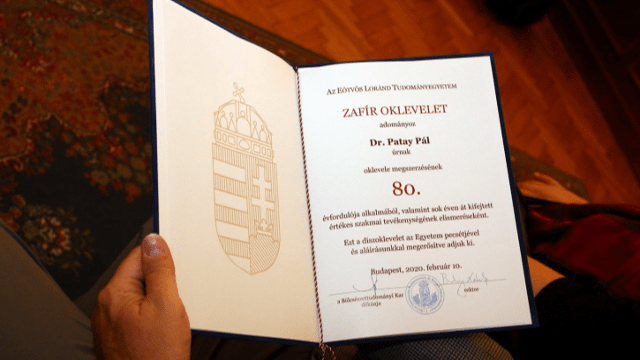 AZ EÖTVÖS LORÁND TUDOMÁNYEGYETEM
ZAFÍR OKLEVELET
adományoz
Dr. Patay Pál
úrnak
oklevele megszerzésének
80.
évfordulója alkalmából, valamint sok éven át kifejtett
értékes szakmai tevékenységének elismeréseként.
Ezt a díszoklevelet az Egyetem pecsétjével
és aláírásunkkal megerősítve adjuk ki.
Budapest, 2020. február 10.
a Bölcsészettudományi Kar rektor
dékánja